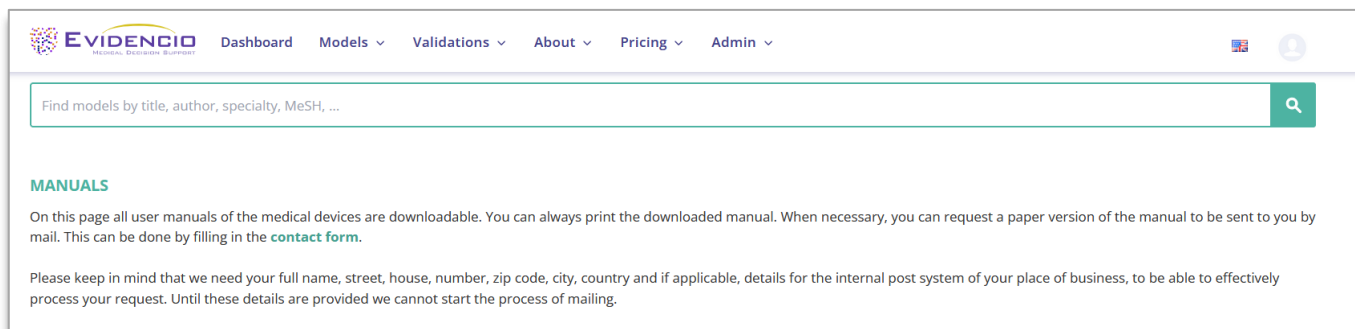 EVIDENCIO
MEDICAL DECISION SUPPORT
Dashboard Models Validations About Pricing Admin
Find models by title, author, specialty, MeSH, ...
MANUALS
On this page all user manuals of the medical devices are downloadable. You can always print the downloaded manual. When necessary, you can request a paper version of the manual to be sent to you by
mail. This can be done by filling in the contact form.
Please keep in mind that we need your full name, street, house, number, zip code, city, country and if applicable, details for the internal post system of your place of business, to be able to effectively
process your request. Until these details are provided we cannot start the process of mailing.